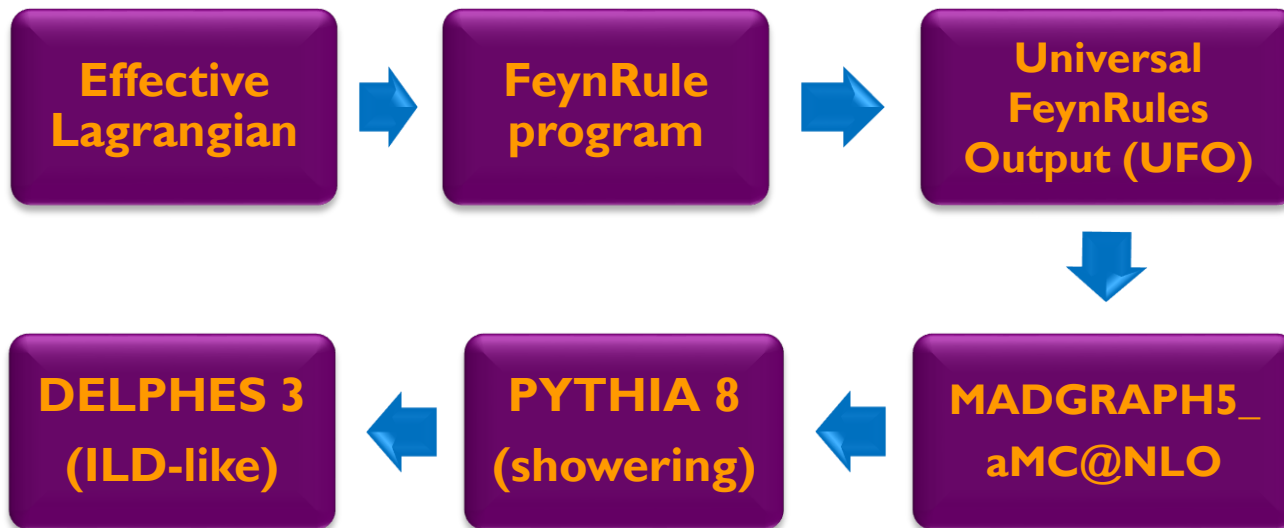 Effective
Lagrangian
FeynRule
program
Universal
FeynRules
Output (UFO)
MADGRAPH5_
aMC@NLO
PYTHIA 8
(showering)
DELPHES 3
(ILD-like)